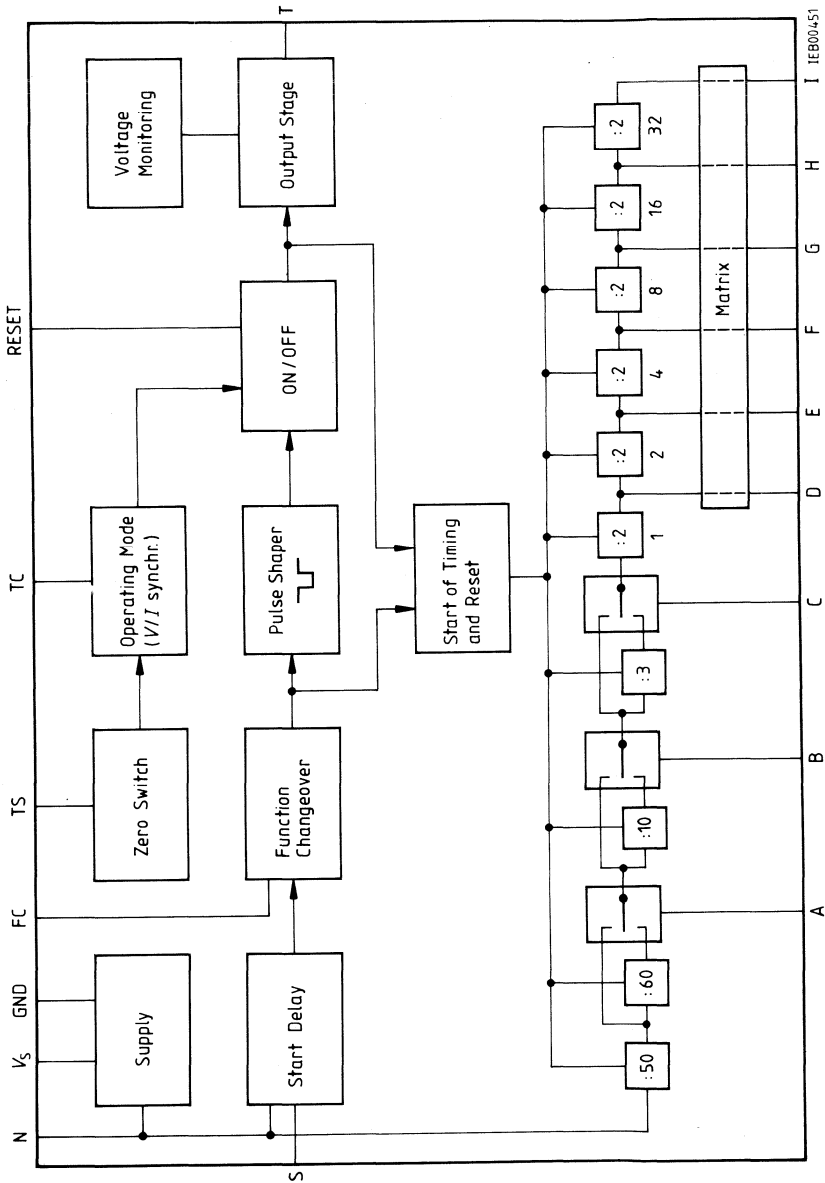 N
V_S
GND
FC
TS
TC
RESET
Supply
Zero Switch
Operating Mode
(V/I synchr.)
Voltage
Monitoring
S
Start Delay
Function
Changeover
Pulse Shaper
ON/OFF
Output Stage
T
Start of Timing
and Reset
:50
:60
:10
:3
:2
:2
:2
:2
:2
:2
1
2
4
8
16
32
Matrix
A
B
C
D
E
F
G
H
I
IEB00451